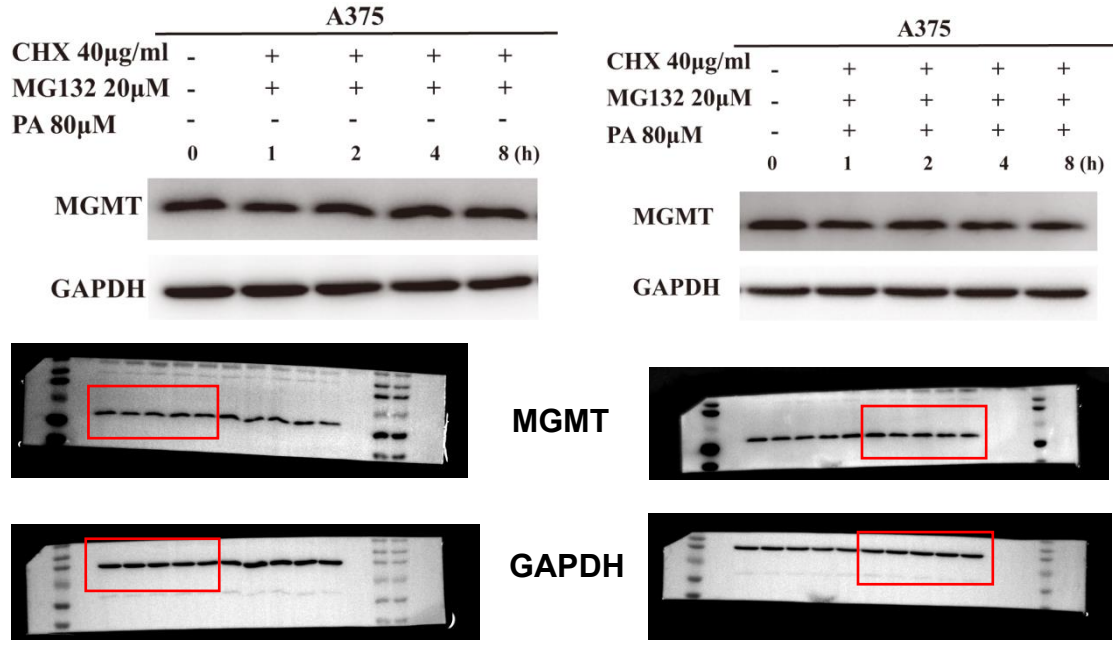 A375
CHX 40μg/ml - + + + +
MG132 20μM - + + + +
PA 80μM - - - - -
0 1 2 4 8 (h)
MGMT
GAPDH
A375
CHX 40μg/ml - + + + +
MG132 20μM - + + + +
PA 80μM - + + + +
0 1 2 4 8 (h)
MGMT
GAPDH
MGMT
GAPDH